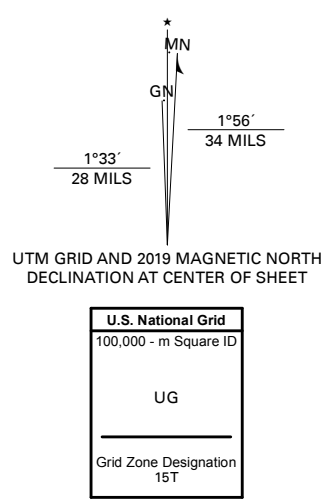 MN
GN
1°56´
34 MILS
1°33´
28 MILS
UTM GRID AND 2019 MAGNETIC NORTH
DECLINATION AT CENTER OF SHEET
U.S. National Grid
100,000 - m Square ID
UG
Grid Zone Designation
15T